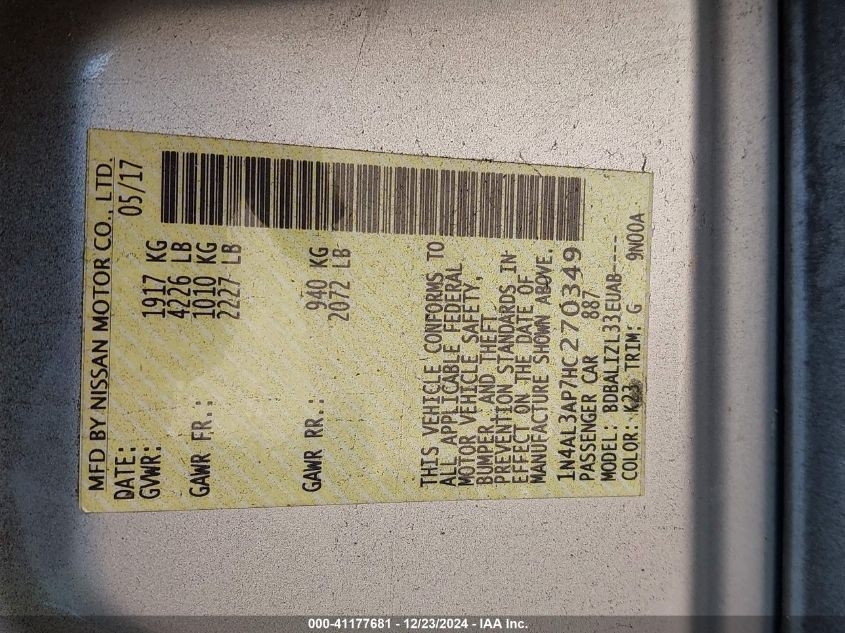 MFD BY NISSAN MOTOR CO., LTD.
DATE: 05/17
GVWR: 1917 KG
4226 LB
GAWR FR.: 1010 KG
2227 LB
GAWR RR.: 940 KG
2072 LB
THIS VEHICLE CONFORMS TO
ALL APPLICABLE FEDERAL
MOTOR VEHICLE SAFETY,
BUMPER AND THEFT
PREVENTION STANDARDS IN
EFFECT ON THE DATE OF
MANUFACTURE SHOWN ABOVE.
1N4AL3AP7HC270349
PASSENGER CAR 887
MODEL: BDBALIZL33EUAB----
COLOR: K23 TRIM: G 9N00A
000-41177681 - 12/23/2024 - IAA Inc.